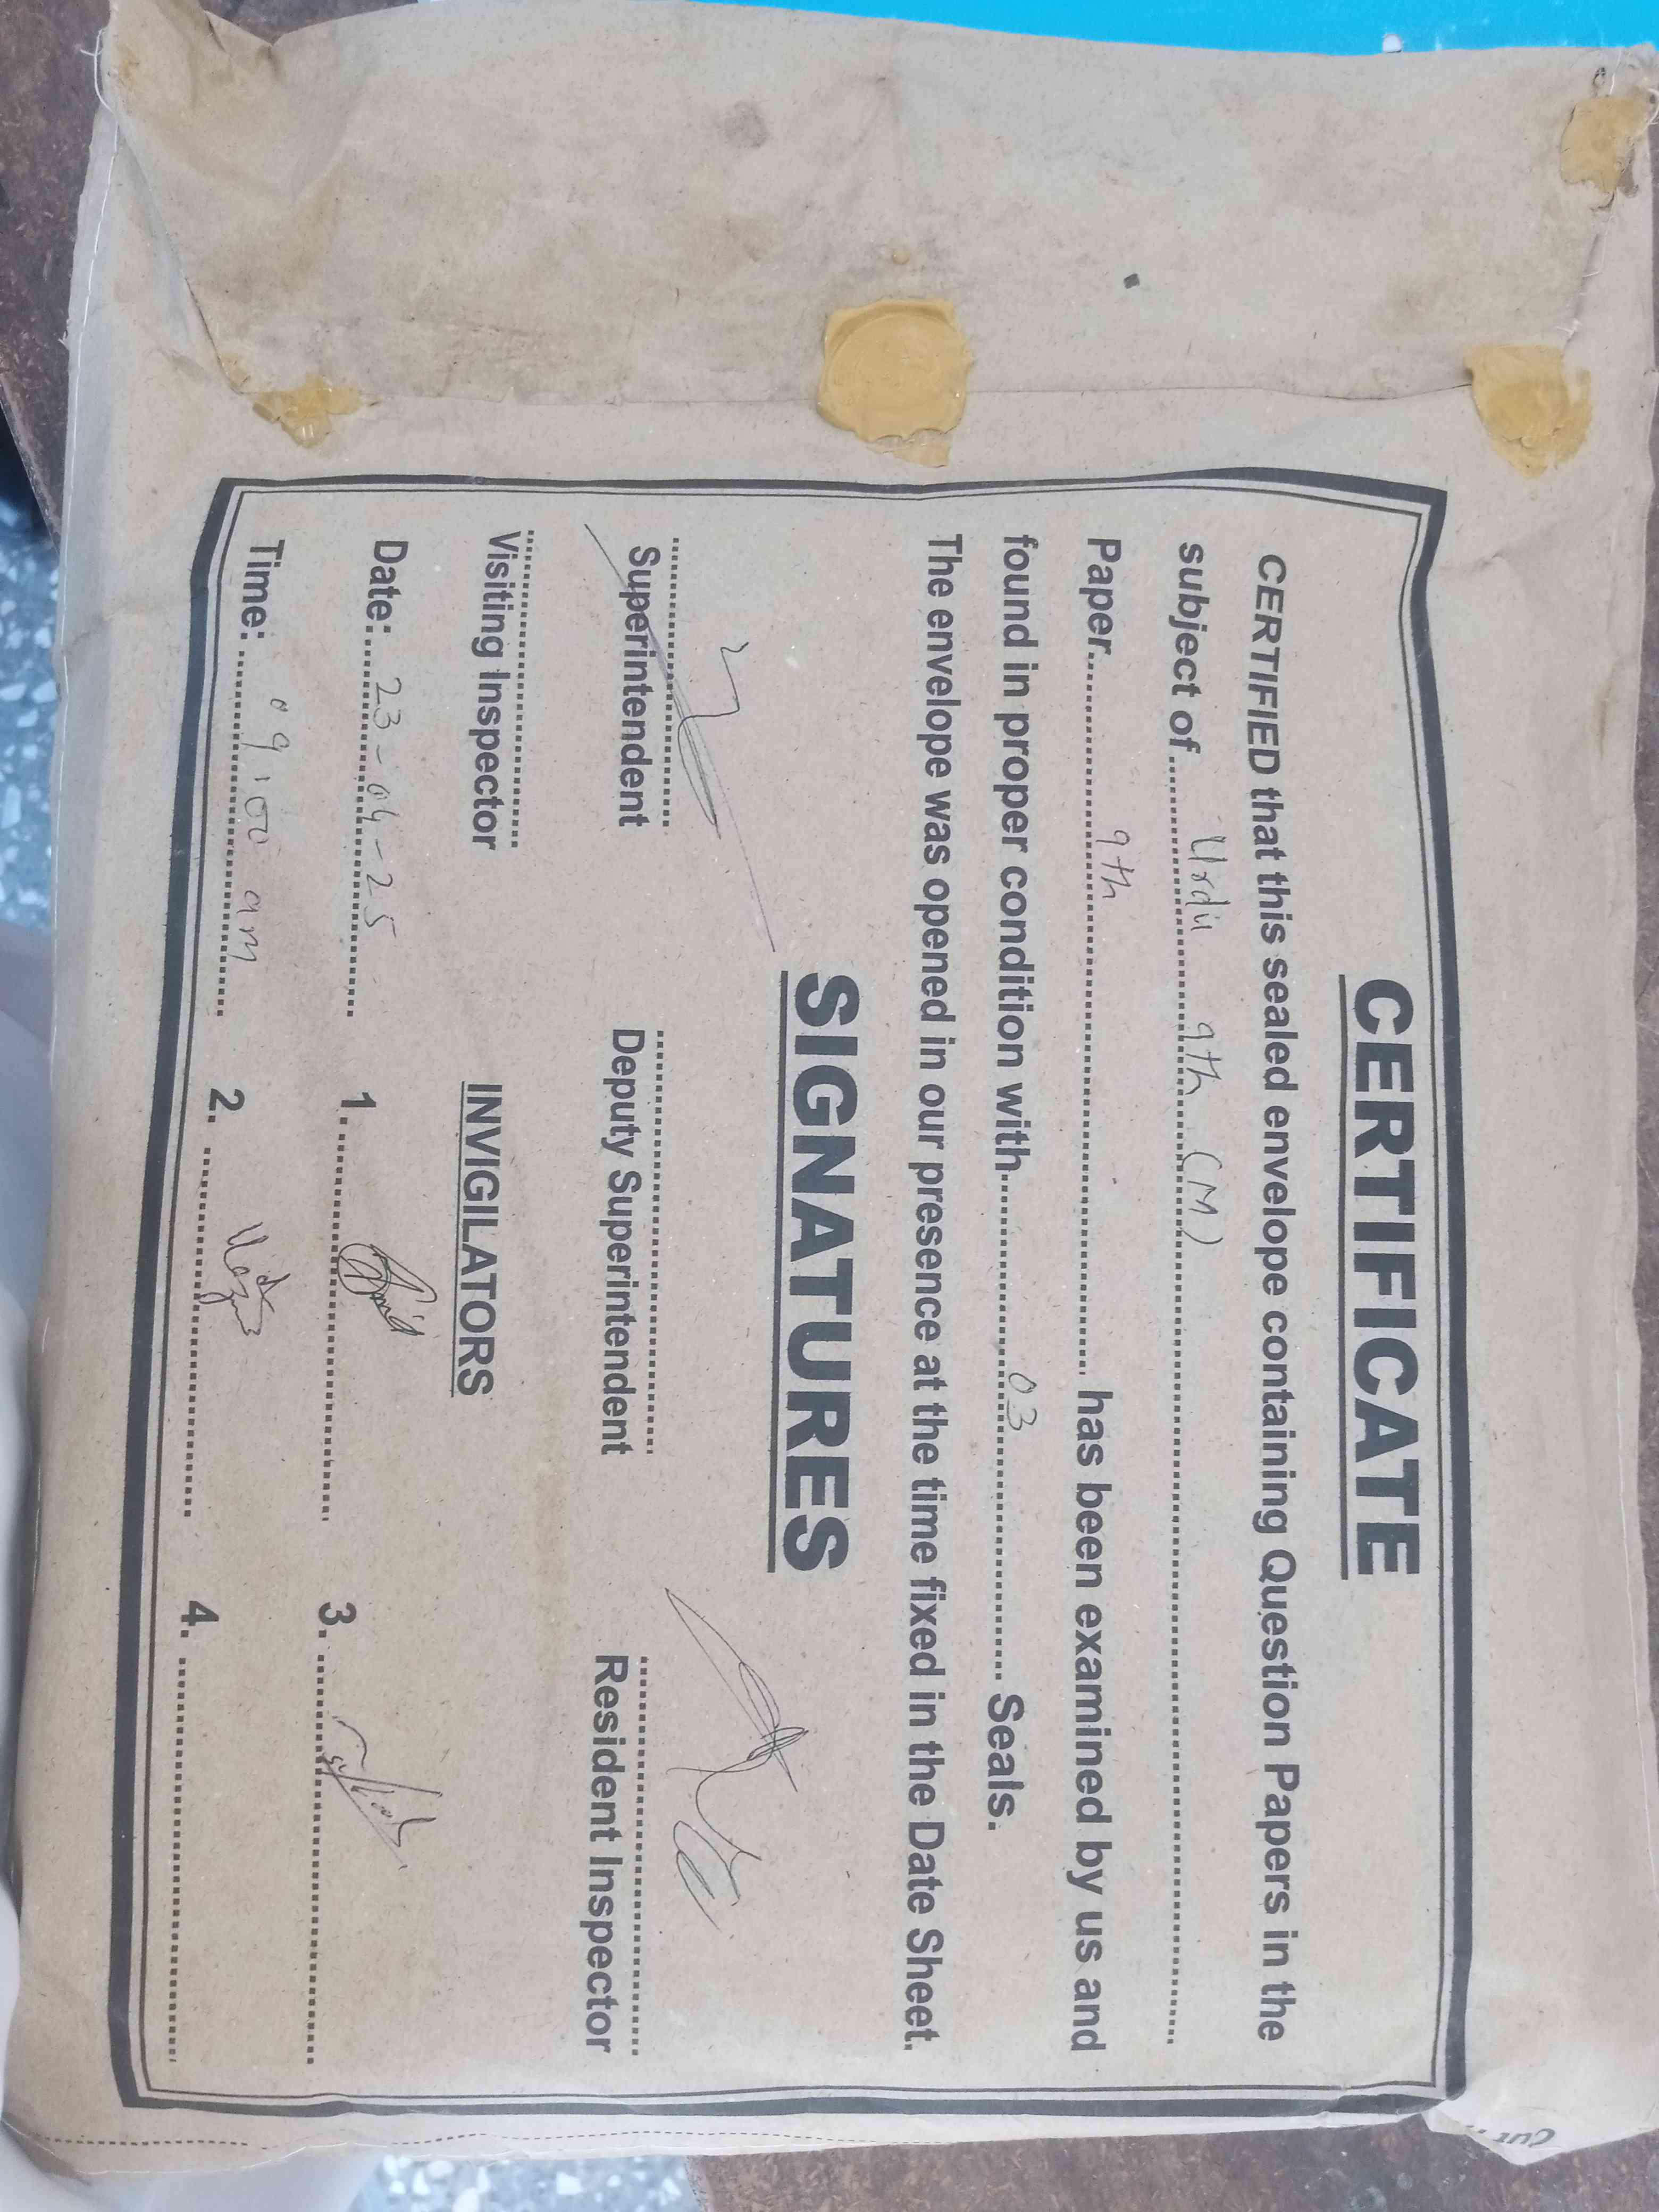 CERTIFICATE
CERTIFIED that this sealed envelope containing Question Papers in the
subject of.......... Urdu 9th (M) ..........
Paper.......... 9th .......... has been examined by us and
found in proper condition with.......... 03 .......... Seals.
The envelope was opened in our presence at the time fixed in the Date Sheet.
SIGNATURES
Superintendent Deputy Superintendent Resident Inspector
Visiting Inspector
INVIGILATORS
Date:.......... 23-04-25 .......... 1. .......... 3. ..........
Time: .......... 09:00 am .......... 2. .......... 4. ..........
Cut